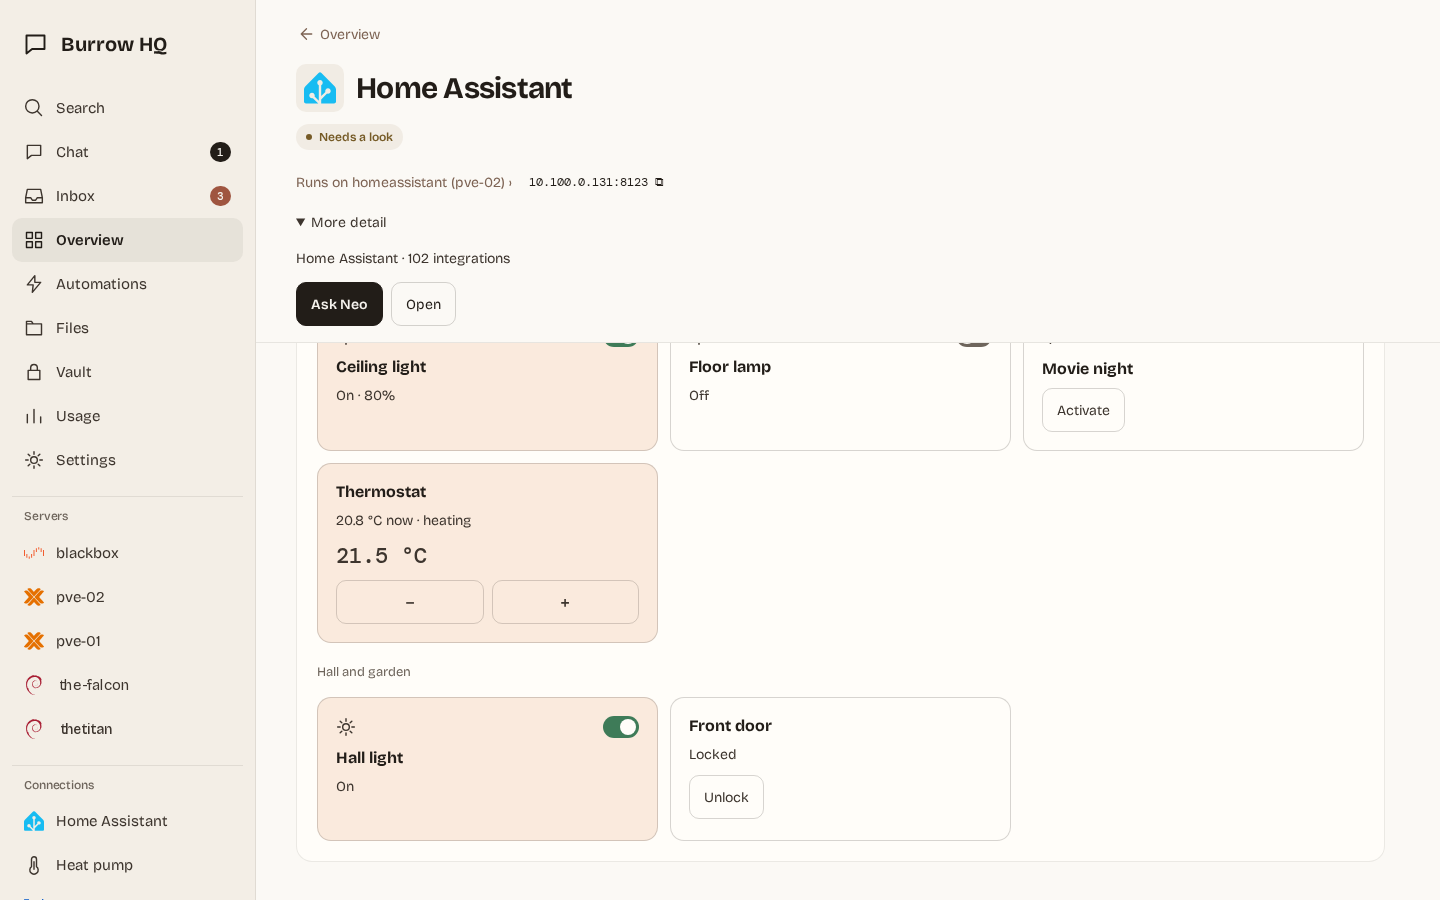 Burrow HQ
Search
Chat 1
Inbox 3
Overview
Automations
Files
Vault
Usage
Settings
Servers
blackbox
pve-02
pve-01
the-falcon
thetitan
Connections
Home Assistant
Heat pump
← Overview
Home Assistant
Needs a look
Runs on homeassistant (pve-02) › 10.100.0.131:8123
▼ More detail
Home Assistant · 102 integrations
Ask Neo Open
Ceiling light
On · 80%
Floor lamp
Off
Movie night
Activate
Thermostat
20.8 °C now · heating
21.5 °C
− +
Hall and garden
Hall light
On
Front door
Locked
Unlock